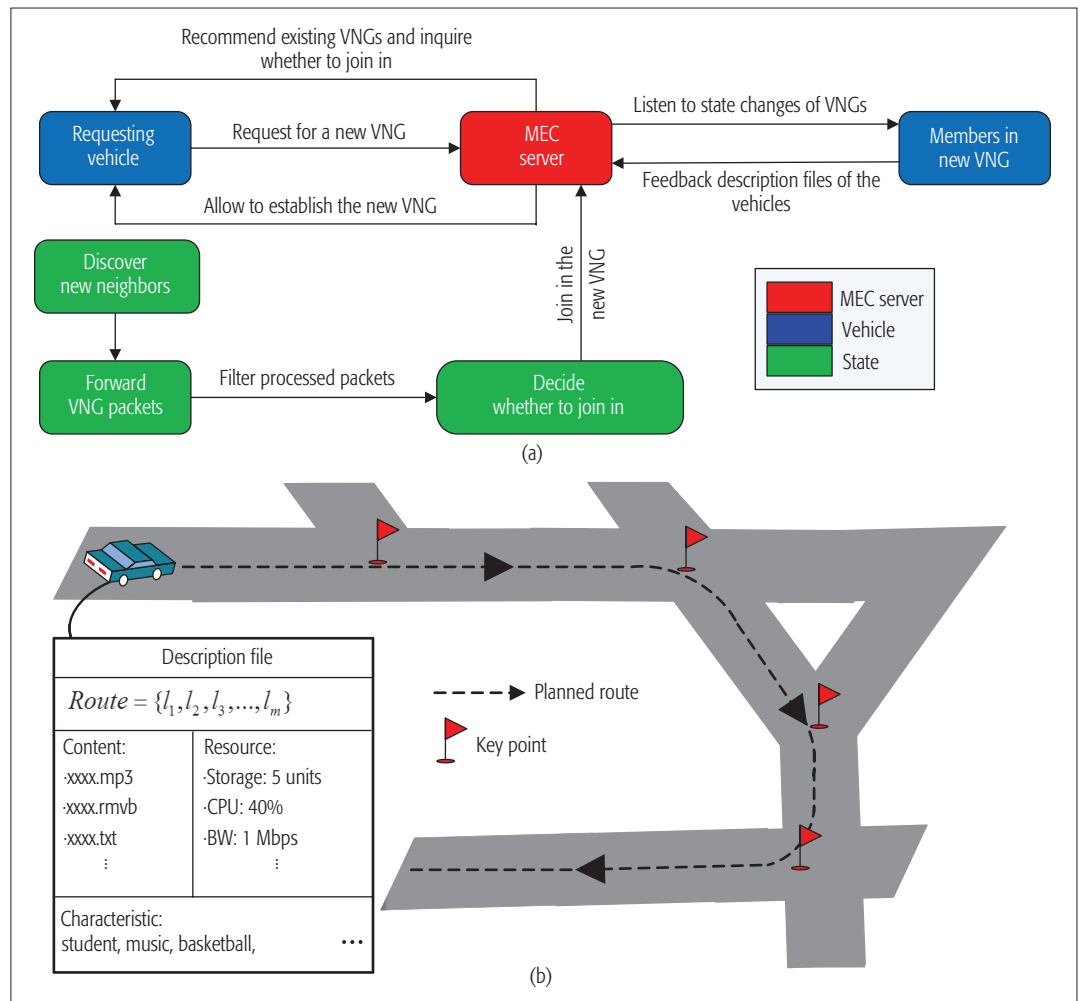 Recommend existing VNGs and inquire
whether to join in
Requesting
vehicle
Request for a new VNG
MEC
server
Listen to state changes of VNGs
Members in
new VNG
Feedback description files of the
vehicles
Allow to establish the new VNG
Discover
new neighbors
Join in the
new VNG
MEC server
Vehicle
State
Forward
VNG packets
Filter processed packets
Decide
whether to join in
(a)
Description file
Route = {l₁,l₂,l₃,...,lₘ}
Content:
·xxxx.mp3
·xxxx.rmvb
·xxxx.txt
⋮
Resource:
·Storage: 5 units
·CPU: 40%
·BW: 1 Mbps
⋮
Characteristic:
student, music, basketball, ...
Planned route
Key point
(b)